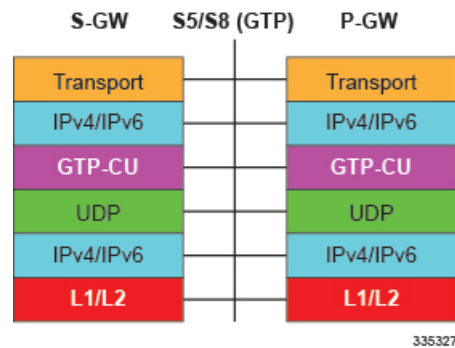 S-GW S5/S8 (GTP) P-GW
Transport Transport
IPv4/IPv6 IPv4/IPv6
GTP-CU GTP-CU
UDP UDP
IPv4/IPv6 IPv4/IPv6
L1/L2 L1/L2
335327